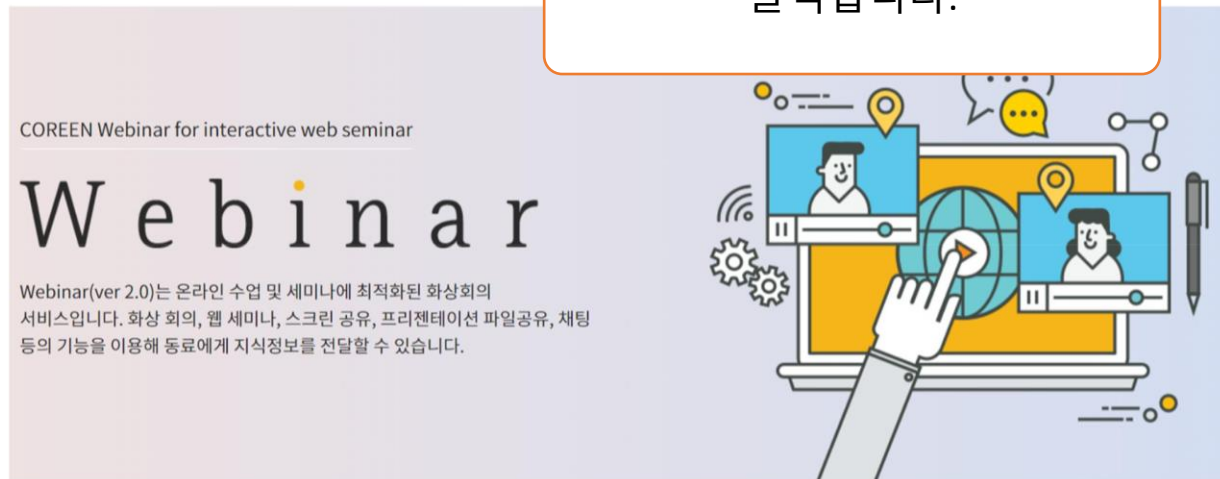 COREEN Webinar for interactive web seminar
Webinar
Webinar(ver 2.0)는 온라인 수업 및 세미나에 최적화된 화상회의
서비스입니다. 화상 회의, 웹 세미나, 스크린 공유, 프리젠테이션 파일공유, 채팅
등의 기능을 이용해 동료에게 지식정보를 전달할 수 있습니다.